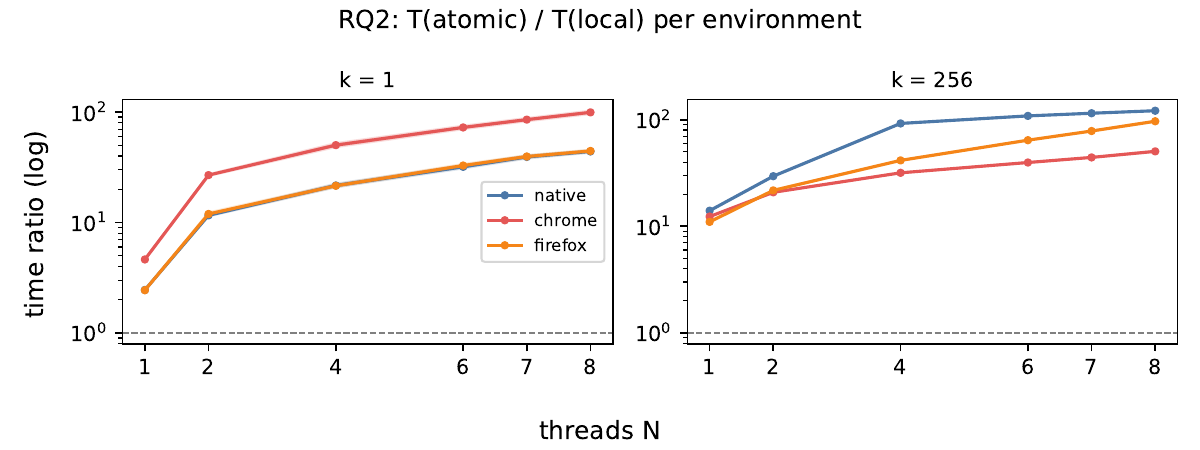 RQ2: T(atomic) / T(local) per environment
k = 1
k = 256
time ratio (log)
10²
10¹
10⁰
native
chrome
firefox
1 2 4 6 7 8
10²
10¹
10⁰
1 2 4 6 7 8
threads N